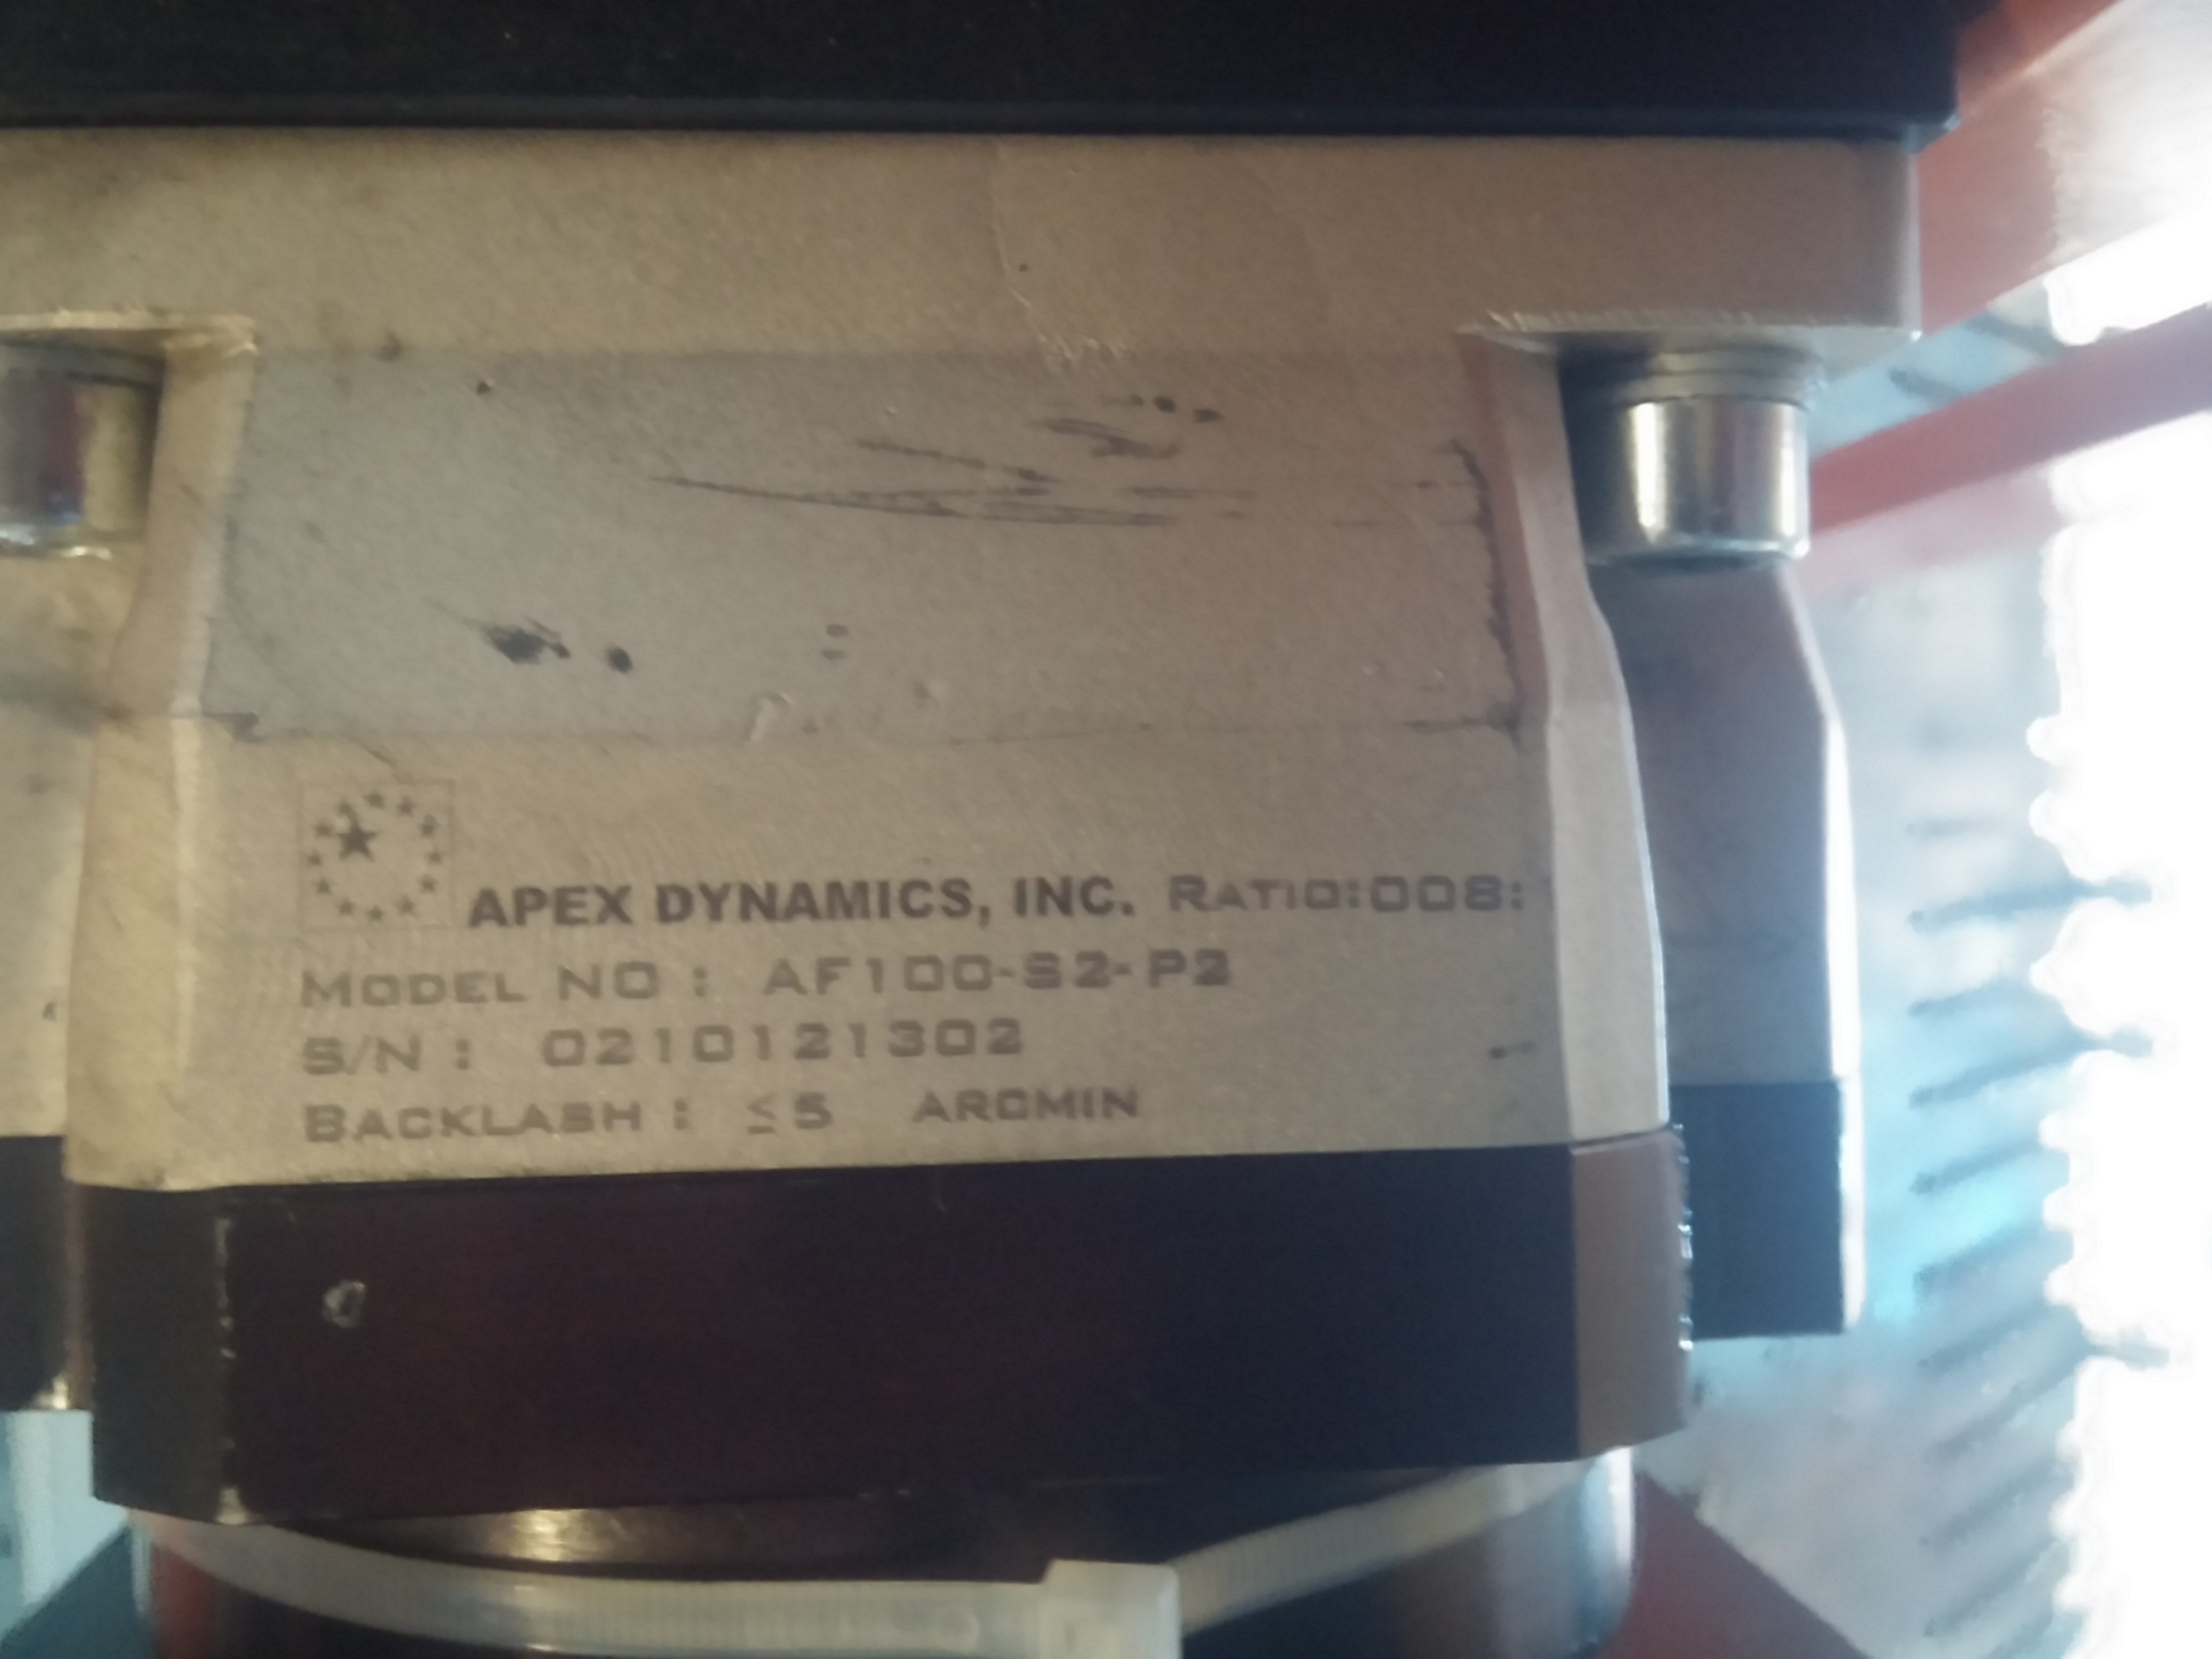 APEX DYNAMICS, INC. RATIO:008:
MODEL NO : AF100-S2-P2
S/N : 0210121302
BACKLASH : ≤5 ARCMIN